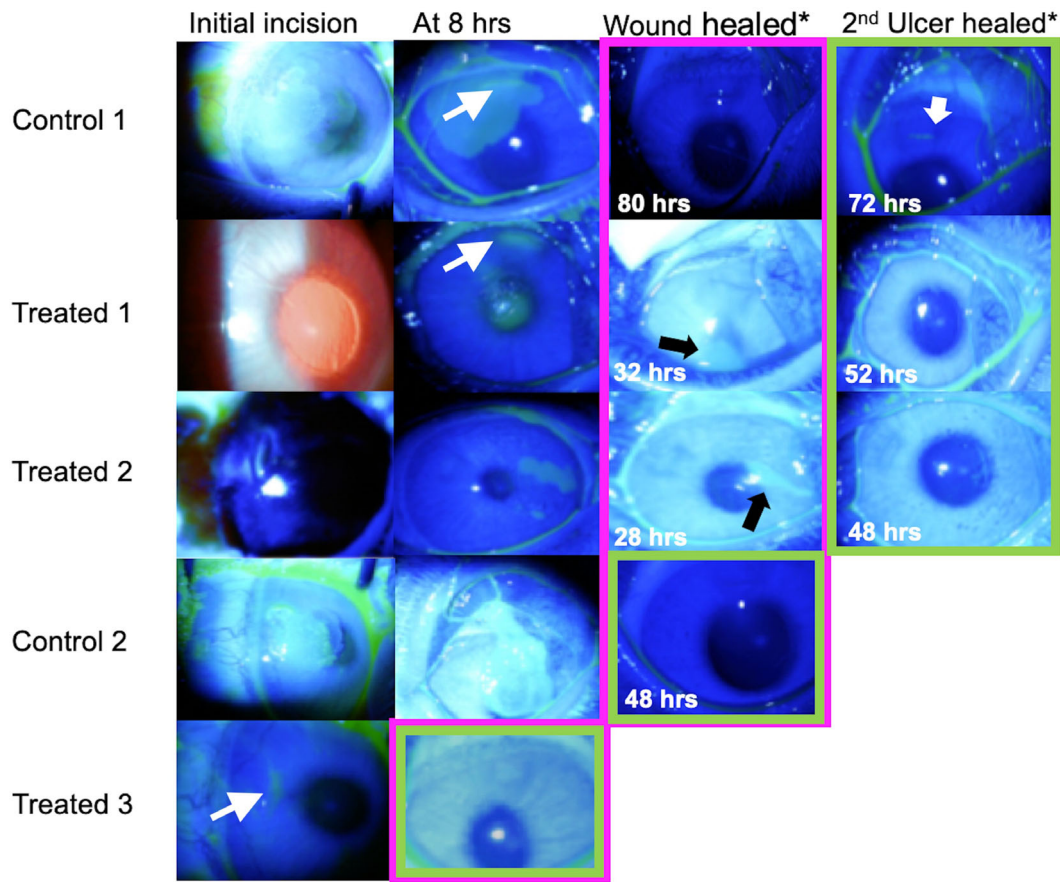 Initial incision At 8 hrs Wound healed* 2nd Ulcer healed*
Control 1
80 hrs 72 hrs
Treated 1
32 hrs 52 hrs
Treated 2
28 hrs 48 hrs
Control 2
48 hrs
Treated 3